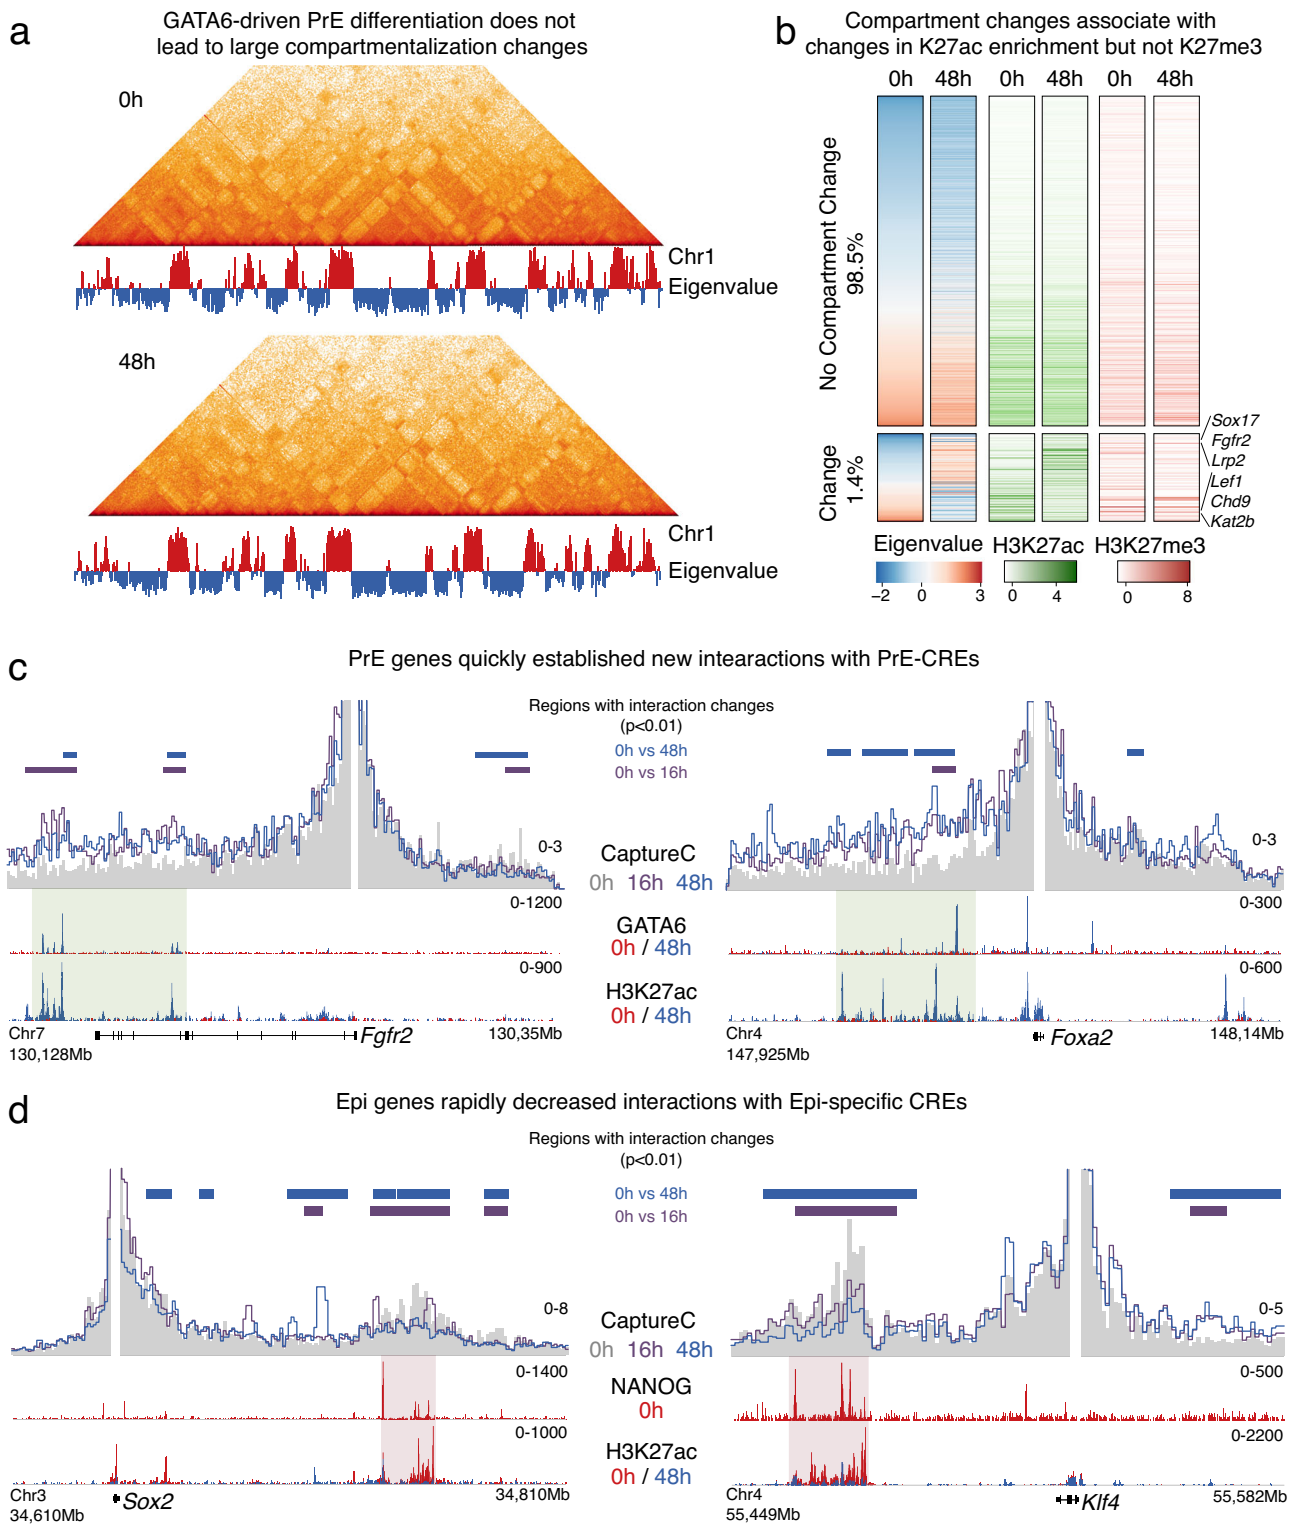 a
GATA6-driven PrE differentiation does not
lead to large compartmentalization changes
0h
Chr1
Eigenvalue
48h
Chr1
Eigenvalue
b
Compartment changes associate with
changes in K27ac enrichment but not K27me3
0h 48h 0h 48h 0h 48h
No Compartment Change
98.5%
Change
1.4%
Sox17
Fgfr2
Lrp2
Lef1
Chd9
Kat2b
Eigenvalue H3K27ac H3K27me3
−2 0 3 0 4 0 8
c
PrE genes quickly established new intearactions with PrE-CREs
Regions with interaction changes
(p<0.01)
0h vs 48h
0h vs 16h
0-3
CaptureC
0h 16h 48h
0-3
0-1200
GATA6
0h / 48h
0-300
0-900
H3K27ac
0h / 48h
0-600
Chr7
130,128Mb
Fgfr2
130,35Mb
Chr4
147,925Mb
Foxa2
148,14Mb
d
Epi genes rapidly decreased interactions with Epi-specific CREs
Regions with interaction changes
(p<0.01)
0h vs 48h
0h vs 16h
0-8
CaptureC
0h 16h 48h
0-5
0-1400
NANOG
0h
0-500
0-1000
H3K27ac
0h / 48h
0-2200
Chr3
34,610Mb
Sox2
34,810Mb
Chr4
55,449Mb
Klf4
55,582Mb